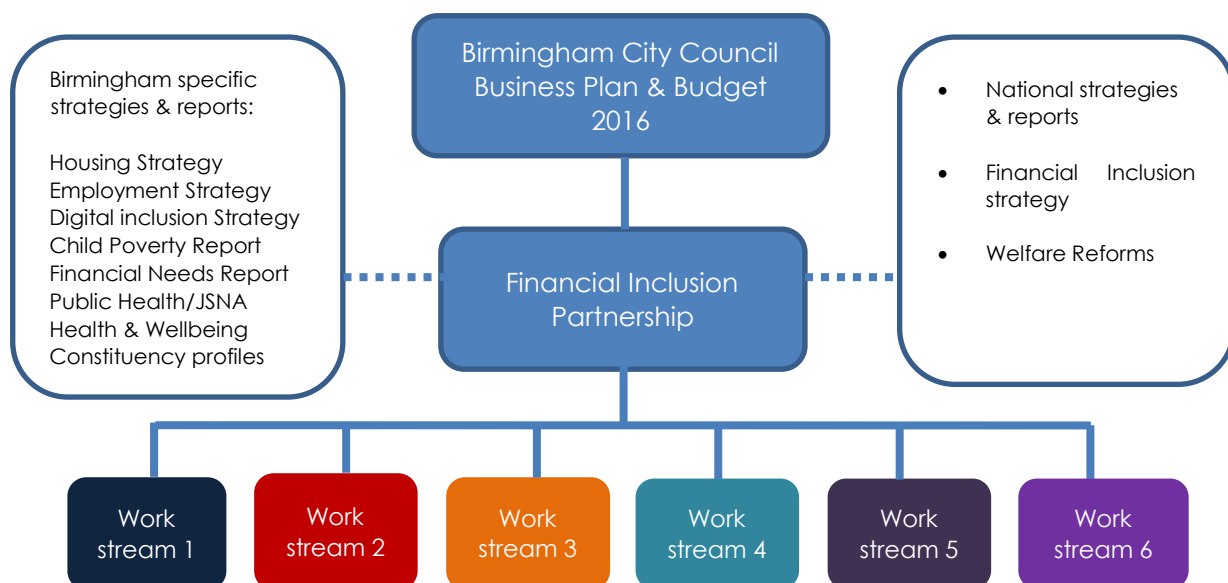 Birmingham City Council
Business Plan & Budget
2016
Birmingham specific
strategies & reports:
Housing Strategy
Employment Strategy
Digital inclusion Strategy
Child Poverty Report
Financial Needs Report
Public Health/JSNA
Health & Wellbeing
Constituency profiles
• National strategies
& reports
• Financial Inclusion
strategy
• Welfare Reforms
Financial Inclusion
Partnership
Work
stream 1
Work
stream 2
Work
stream 3
Work
stream 4
Work
stream 5
Work
stream 6